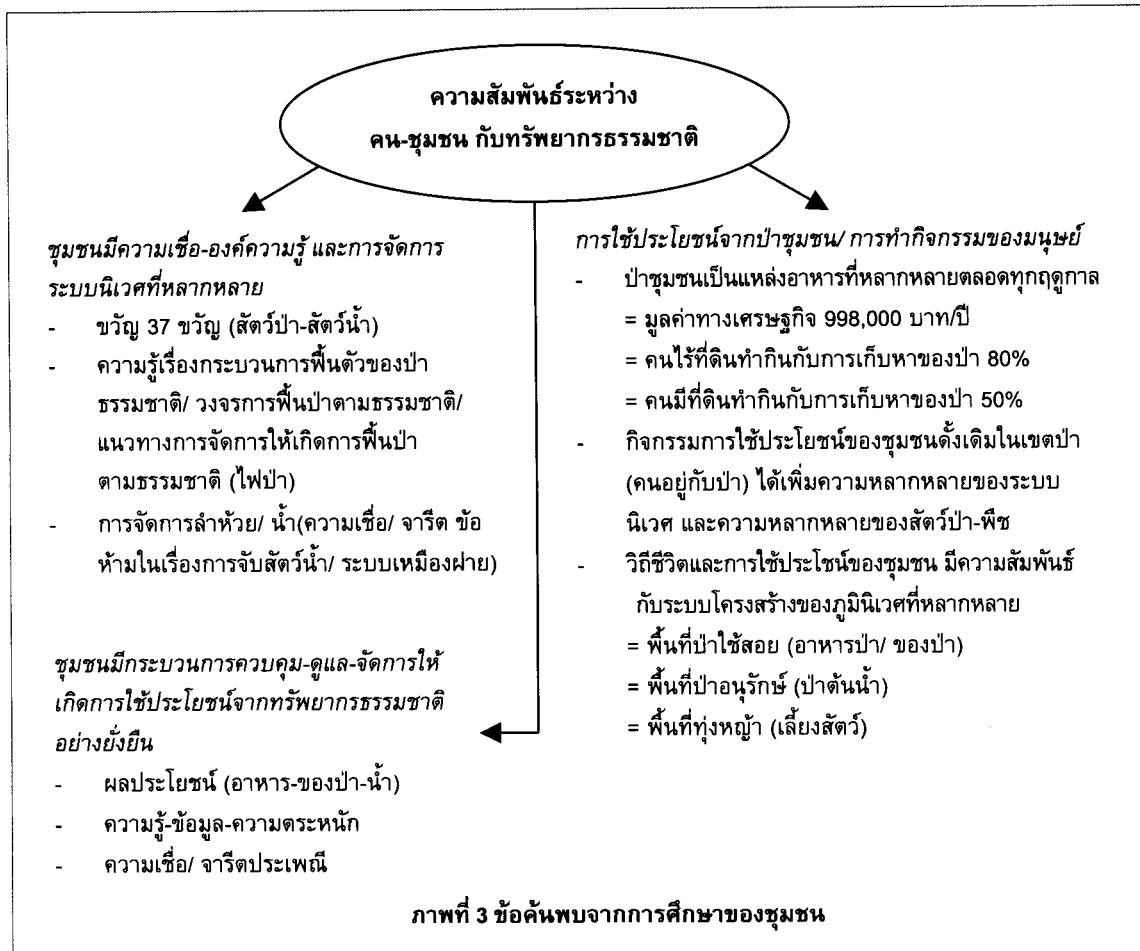 ความสัมพันธ์ระหว่าง
คน-ชุมชน กับทรัพยากรธรรมชาติ
ชุมชนมีความเชื่อ-องค์ความรู้ และการจัดการ
ระบบนิเวศที่หลากหลาย
- ขวัญ 37 ขวัญ (สัตว์ป่า-สัตว์น้ำ)
- ความรู้เรื่องกระบวนการฟื้นตัวของป่า
ธรรมชาติ/ วงจรการฟื้นป่าตามธรรมชาติ/
แนวทางการจัดการให้เกิดการฟื้นป่า
ตามธรรมชาติ (ไฟป่า)
- การจัดการลำห้วย/ น้ำ(ความเชื่อ/ จารีต ข้อ
ห้ามในเรื่องการจับสัตว์น้ำ/ ระบบเหมืองฝาย)
การใช้ประโยชน์จากป่าชุมชน/ การทำกิจกรรมของมนุษย์
- ป่าชุมชนเป็นแหล่งอาหารที่หลากหลายตลอดทุกฤดูกาล
= มูลค่าทางเศรษฐกิจ 998,000 บาท/ปี
= คนไร้ที่ดินทำกินกับการเก็บหาของป่า 80%
= คนมีที่ดินทำกินกับการเก็บหาของป่า 50%
- กิจกรรมการใช้ประโยชน์ของชุมชนดั้งเดิมในเขตป่า
(คนอยู่กับป่า) ได้เพิ่มความหลากหลายของระบบ
นิเวศ และความหลากหลายของสัตว์ป่า-พืช
- วิถีชีวิตและการใช้ประโชน์ของชุมชน มีความสัมพันธ์
กับระบบโครงสร้างของภูมินิเวศที่หลากหลาย
= พื้นที่ป่าใช้สอย (อาหารป่า/ ของป่า)
= พื้นที่ป่าอนุรักษ์ (ป่าต้นน้ำ)
= พื้นที่ทุ่งหญ้า (เลี้ยงสัตว์)
ชุมชนมีกระบวนการควบคุม-ดูแล-จัดการให้
เกิดการใช้ประโยชน์จากทรัพยากรธรรมชาติ
อย่างยั่งยืน
- ผลประโยชน์ (อาหาร-ของป่า-น้ำ)
- ความรู้-ข้อมูล-ความตระหนัก
- ความเชื่อ/ จารีตประเพณี
ภาพที่ 3 ข้อค้นพบจากการศึกษาของชุมชน